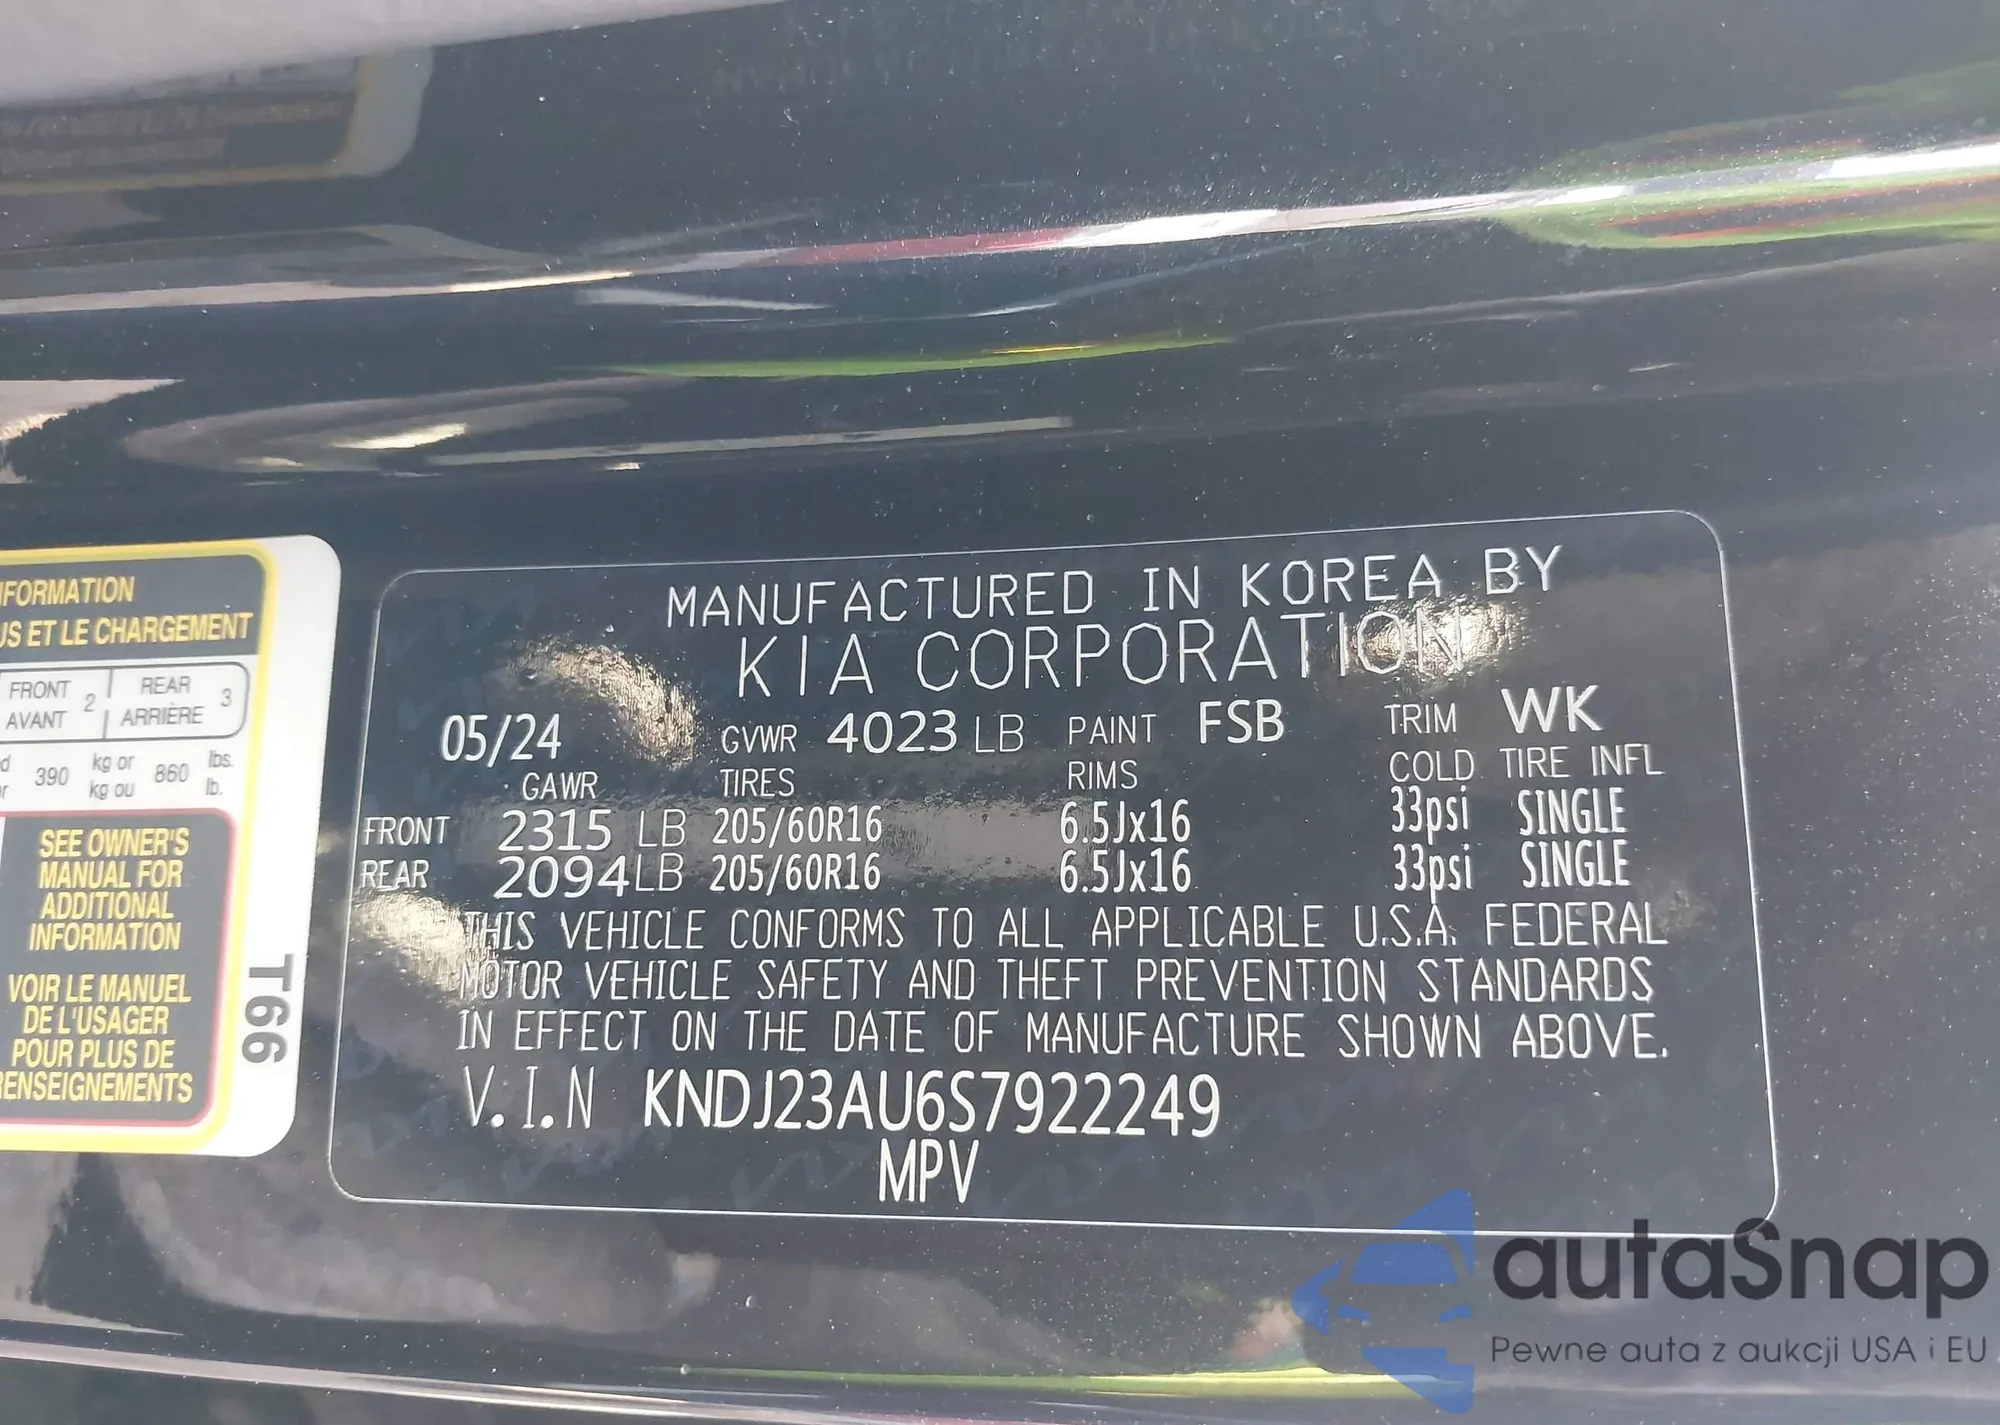 NFORMATION
US ET LE CHARGEMENT
FRONT 2 REAR 3
AVANT ARRIÈRE
390 kg or 860 lbs.
kg ou lb.
SEE OWNER'S
MANUAL FOR
ADDITIONAL
INFORMATION
VOIR LE MANUEL
DE L'USAGER
POUR PLUS DE
RENSEIGNEMENTS
T66
MANUFACTURED IN KOREA BY
KIA CORPORATION
05/24 GVWR 4023 LB PAINT FSB TRIM WK
GAWR TIRES RIMS COLD TIRE INFL
FRONT 2315 LB 205/60R16 6.5Jx16 33psi SINGLE
REAR 2094 LB 205/60R16 6.5Jx16 33psi SINGLE
THIS VEHICLE CONFORMS TO ALL APPLICABLE U.S.A. FEDERAL
MOTOR VEHICLE SAFETY AND THEFT PREVENTION STANDARDS
IN EFFECT ON THE DATE OF MANUFACTURE SHOWN ABOVE.
V.I.N KNDJ23AU6S7922249
MPV
autaSnap
Pewne auta z aukcji USA i EU